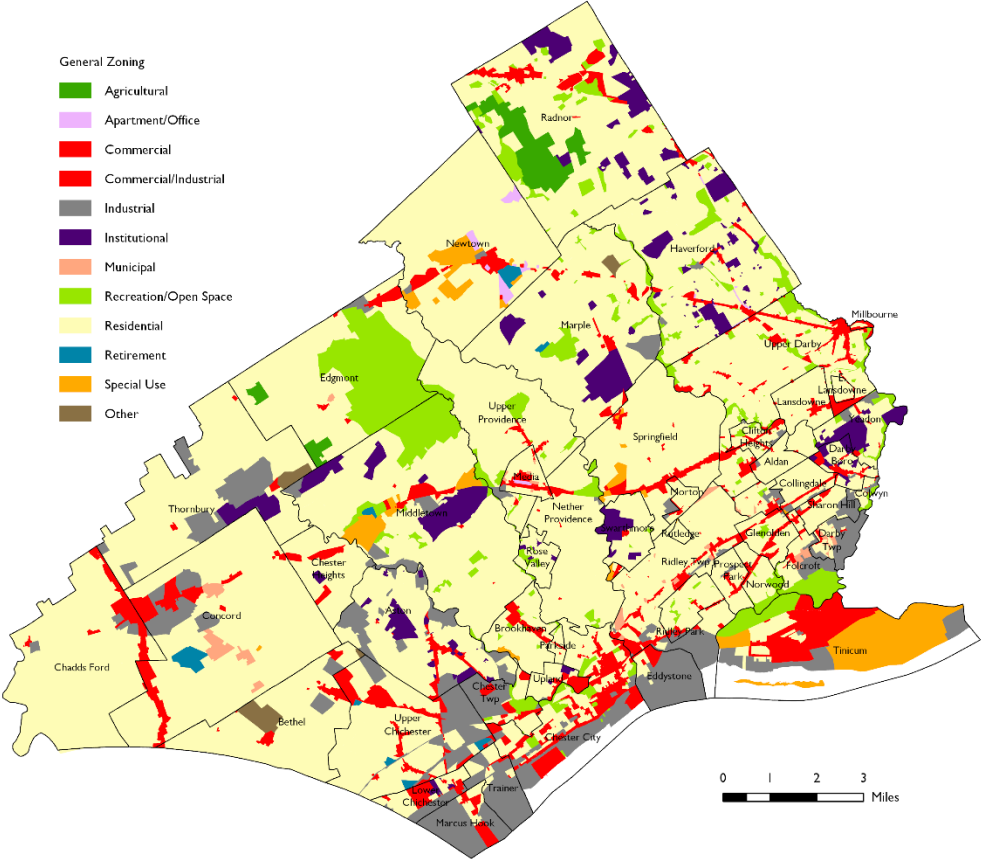 General Zoning
Agricultural
Apartment/Office
Commercial
Commercial/Industrial
Industrial
Institutional
Municipal
Recreation/Open Space
Residential
Retirement
Special Use
Other
Radnor
Newtown
Haverford
Marple
Millbourne
Upper Darby
Edgmont
E
Lansdowne
Lansdowne
Upper
Providence
Yeadon
Clifton
Heights
Springfield
Darby
Boro
Aldan
Media
Collingdale
Morton
Colwyn
Thornbury
Middletown
Nether
Providence
Sharon Hill
Swarthmore
Rutledge
Glenolden
Darby
Twp
Rose
Valley
Chester
Heights
Ridley Twp
Prospect
Park
Folcroft
Norwood
Concord
Aston
Brookhaven
Ridley Park
Parkside
Tinicum
Chadds Ford
Upland
Eddystone
Chester
Twp
Bethel
Upper
Chichester
Chester City
Lower
Chichester
Trainer
Marcus Hook
0 1 2 3
Miles